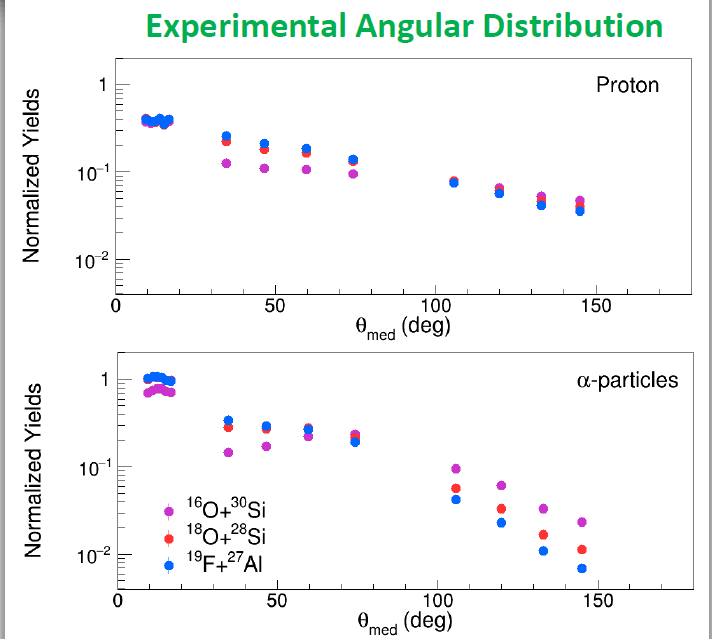 Experimental Angular Distribution
Normalized Yields
Proton
1
10⁻¹
10⁻²
0 50 100 150
θmed (deg)
Normalized Yields
α-particles
1
10⁻¹
10⁻²
¹⁶O+³⁰Si
¹⁸O+²⁸Si
¹⁹F+²⁷Al
0 50 100 150
θmed (deg)